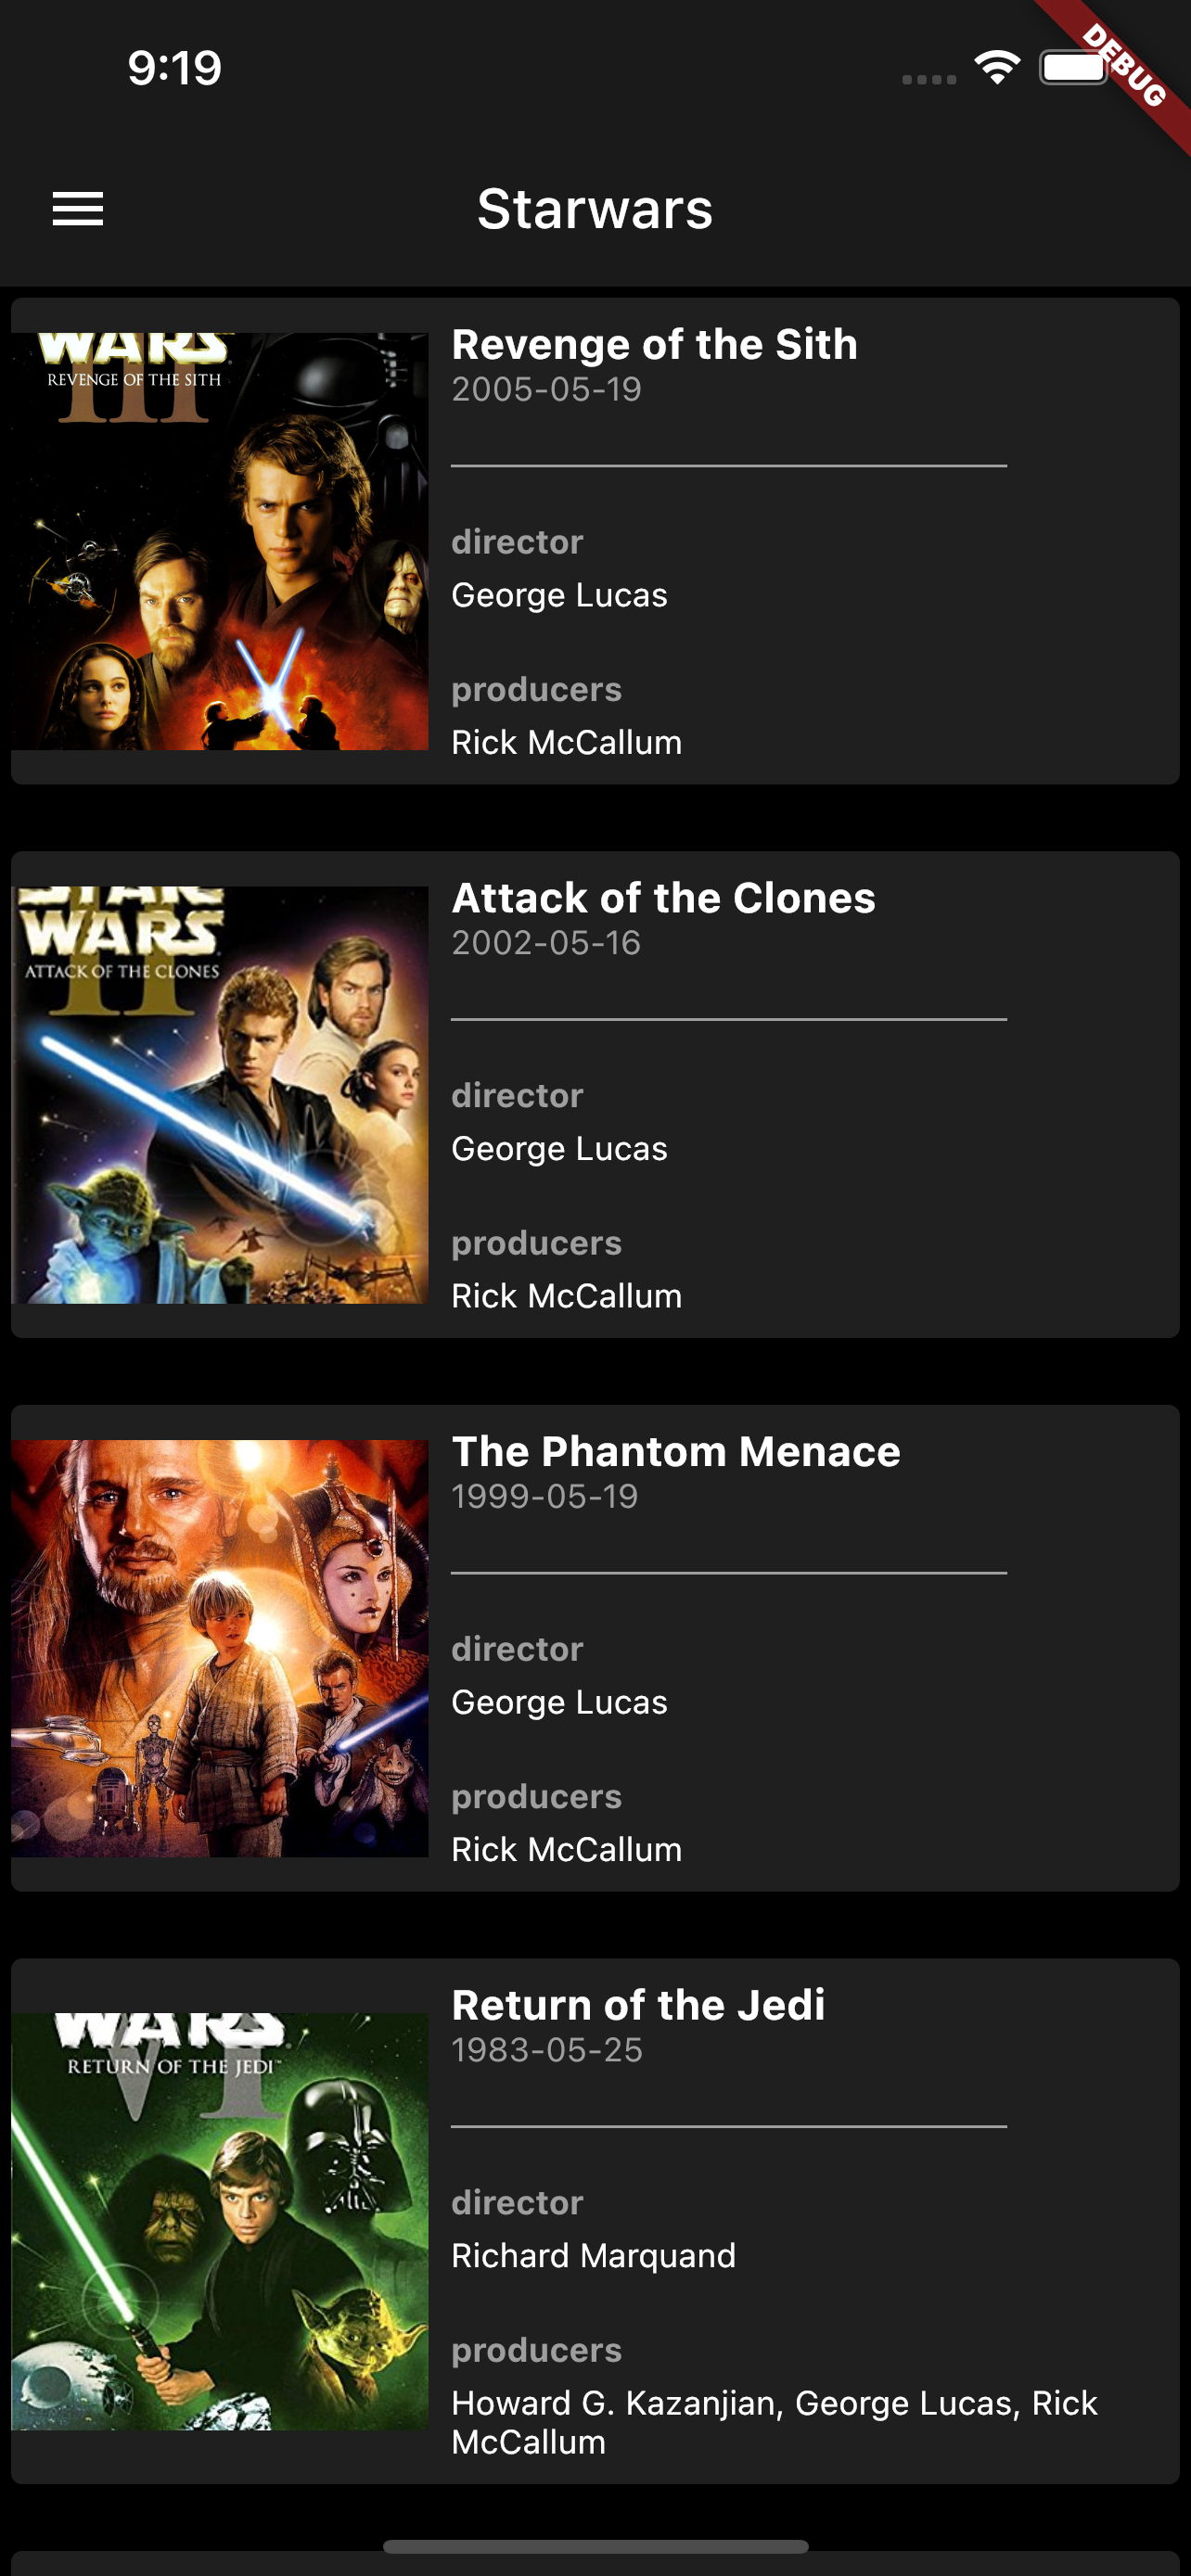 9:19
DEBUG
Starwars
WARS
REVENGE OF THE SITH
III
Revenge of the Sith
2005-05-19
director
George Lucas
producers
Rick McCallum
STAR
WARS
ATTACK OF THE CLONES
II
Attack of the Clones
2002-05-16
director
George Lucas
producers
Rick McCallum
The Phantom Menace
1999-05-19
director
George Lucas
producers
Rick McCallum
WARS
RETURN OF THE JEDI
VI
Return of the Jedi
1983-05-25
director
Richard Marquand
producers
Howard G. Kazanjian, George Lucas, Rick
McCallum